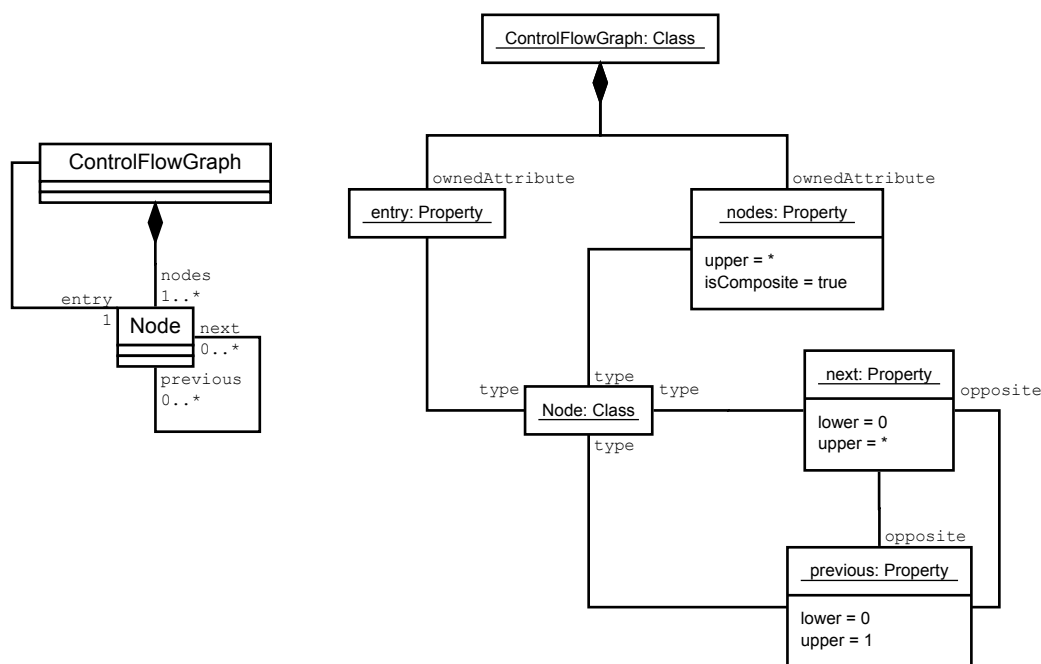 ControlFlowGraph
nodes
1..*
entry
1
Node
next
0..*
previous
0..*
ControlFlowGraph: Class
ownedAttribute
ownedAttribute
entry: Property
nodes: Property
upper = *
isComposite = true
type
type
type
Node: Class
type
next: Property
lower = 0
upper = *
opposite
opposite
previous: Property
lower = 0
upper = 1